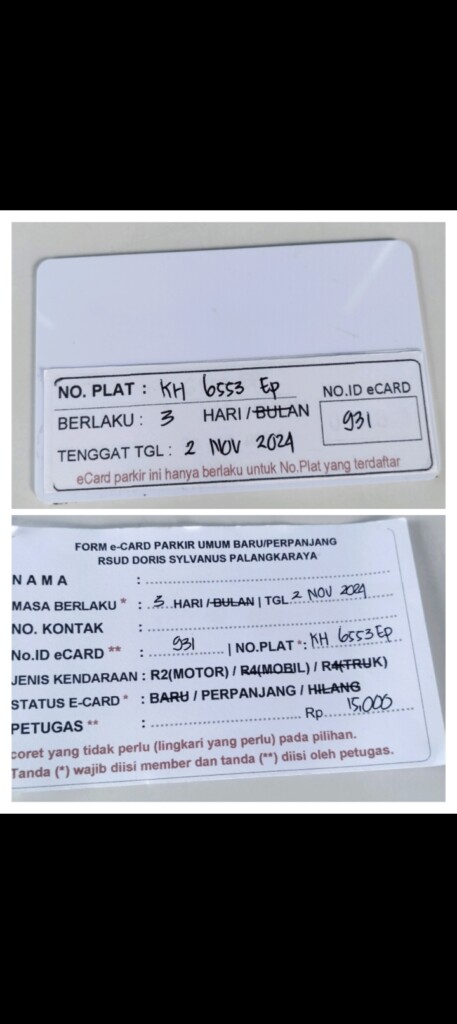 NO. PLAT : KH 6553 Ep
BERLAKU : 3 HARI / BULAN
NO.ID eCARD
931
TENGGAT TGL : 2 NOV 2024
eCard parkir ini hanya berlaku untuk No.Plat yang terdaftar
FORM e-CARD PARKIR UMUM BARU/PERPANJANG
RSUD DORIS SYLVANUS PALANGKARAYA
NAMA :
MASA BERLAKU * : 3 HARI / BULAN | TGL 2 NOV 2024
NO. KONTAK :
No.ID eCARD ** : 931 | NO.PLAT * : KH 6553 Ep
JENIS KENDARAAN : R2(MOTOR) / R4(MOBIL) / R4(TRUK)
STATUS E-CARD * : BARU / PERPANJANG / HILANG
PETUGAS ** : Rp. 15,000
coret yang tidak perlu (lingkari yang perlu) pada pilihan.
Tanda (*) wajib diisi member dan tanda (**) diisi oleh petugas.